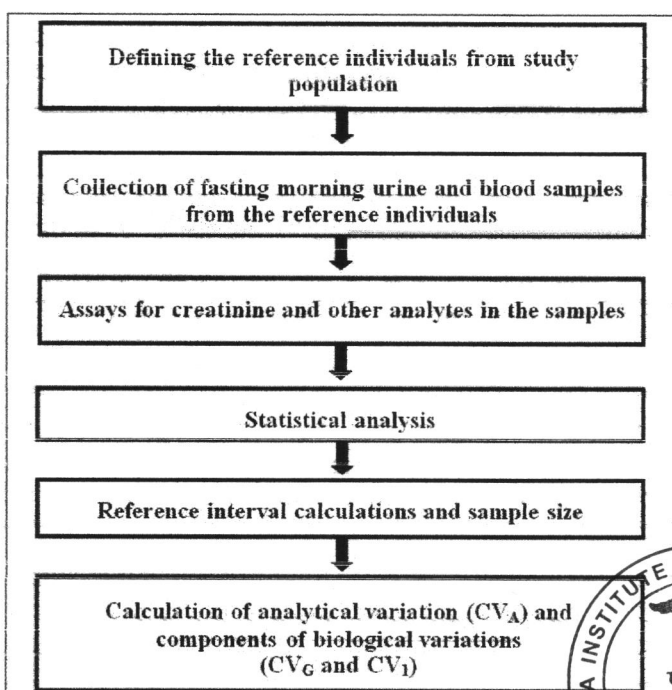 Defining the reference individuals from study
population
Collection of fasting morning urine and blood samples
from the reference individuals
Assays for creatinine and other analytes in the samples
Statistical analysis
Reference interval calculations and sample size
Calculation of analytical variation (CVA) and
components of biological variations
(CVG and CV1)
A INSTITUTE